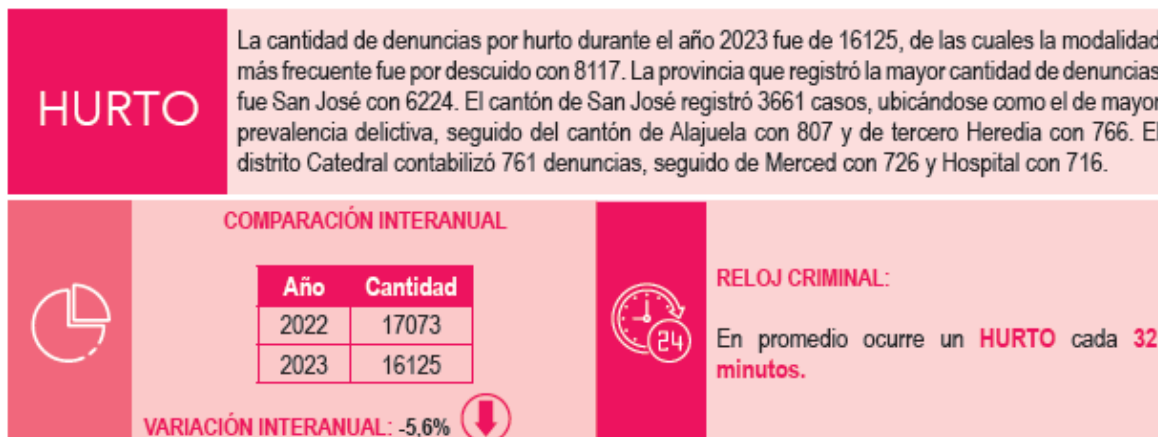 HURTO
La cantidad de denuncias por hurto durante el año 2023 fue de 16125, de las cuales la modalidad
más frecuente fue por descuido con 8117. La provincia que registró la mayor cantidad de denuncias
fue San José con 6224. El cantón de San José registró 3661 casos, ubicándose como el de mayor
prevalencia delictiva, seguido del cantón de Alajuela con 807 y de tercero Heredia con 766. El
distrito Catedral contabilizó 761 denuncias, seguido de Merced con 726 y Hospital con 716.
COMPARACIÓN INTERANUAL
Año Cantidad
2022 17073
2023 16125
VARIACIÓN INTERANUAL: -5,6%
24
RELOJ CRIMINAL:
En promedio ocurre un HURTO cada 32
minutos.